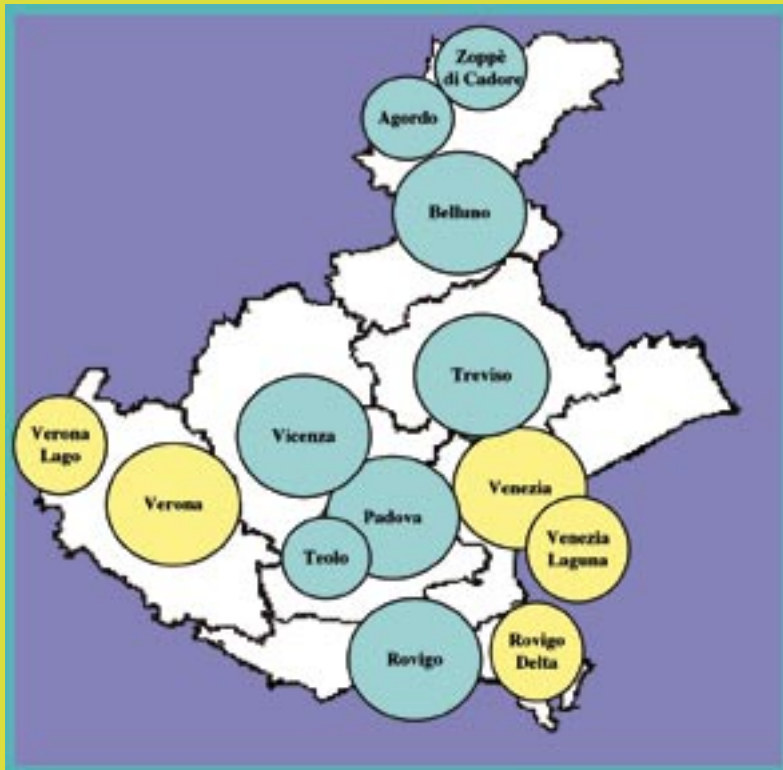 Zoppè
di Cadore
Agordo
Belluno
Treviso
Vicenza
Verona
Lago
Verona
Venezia
Padova
Teolo
Venezia
Laguna
Rovigo
Rovigo
Delta